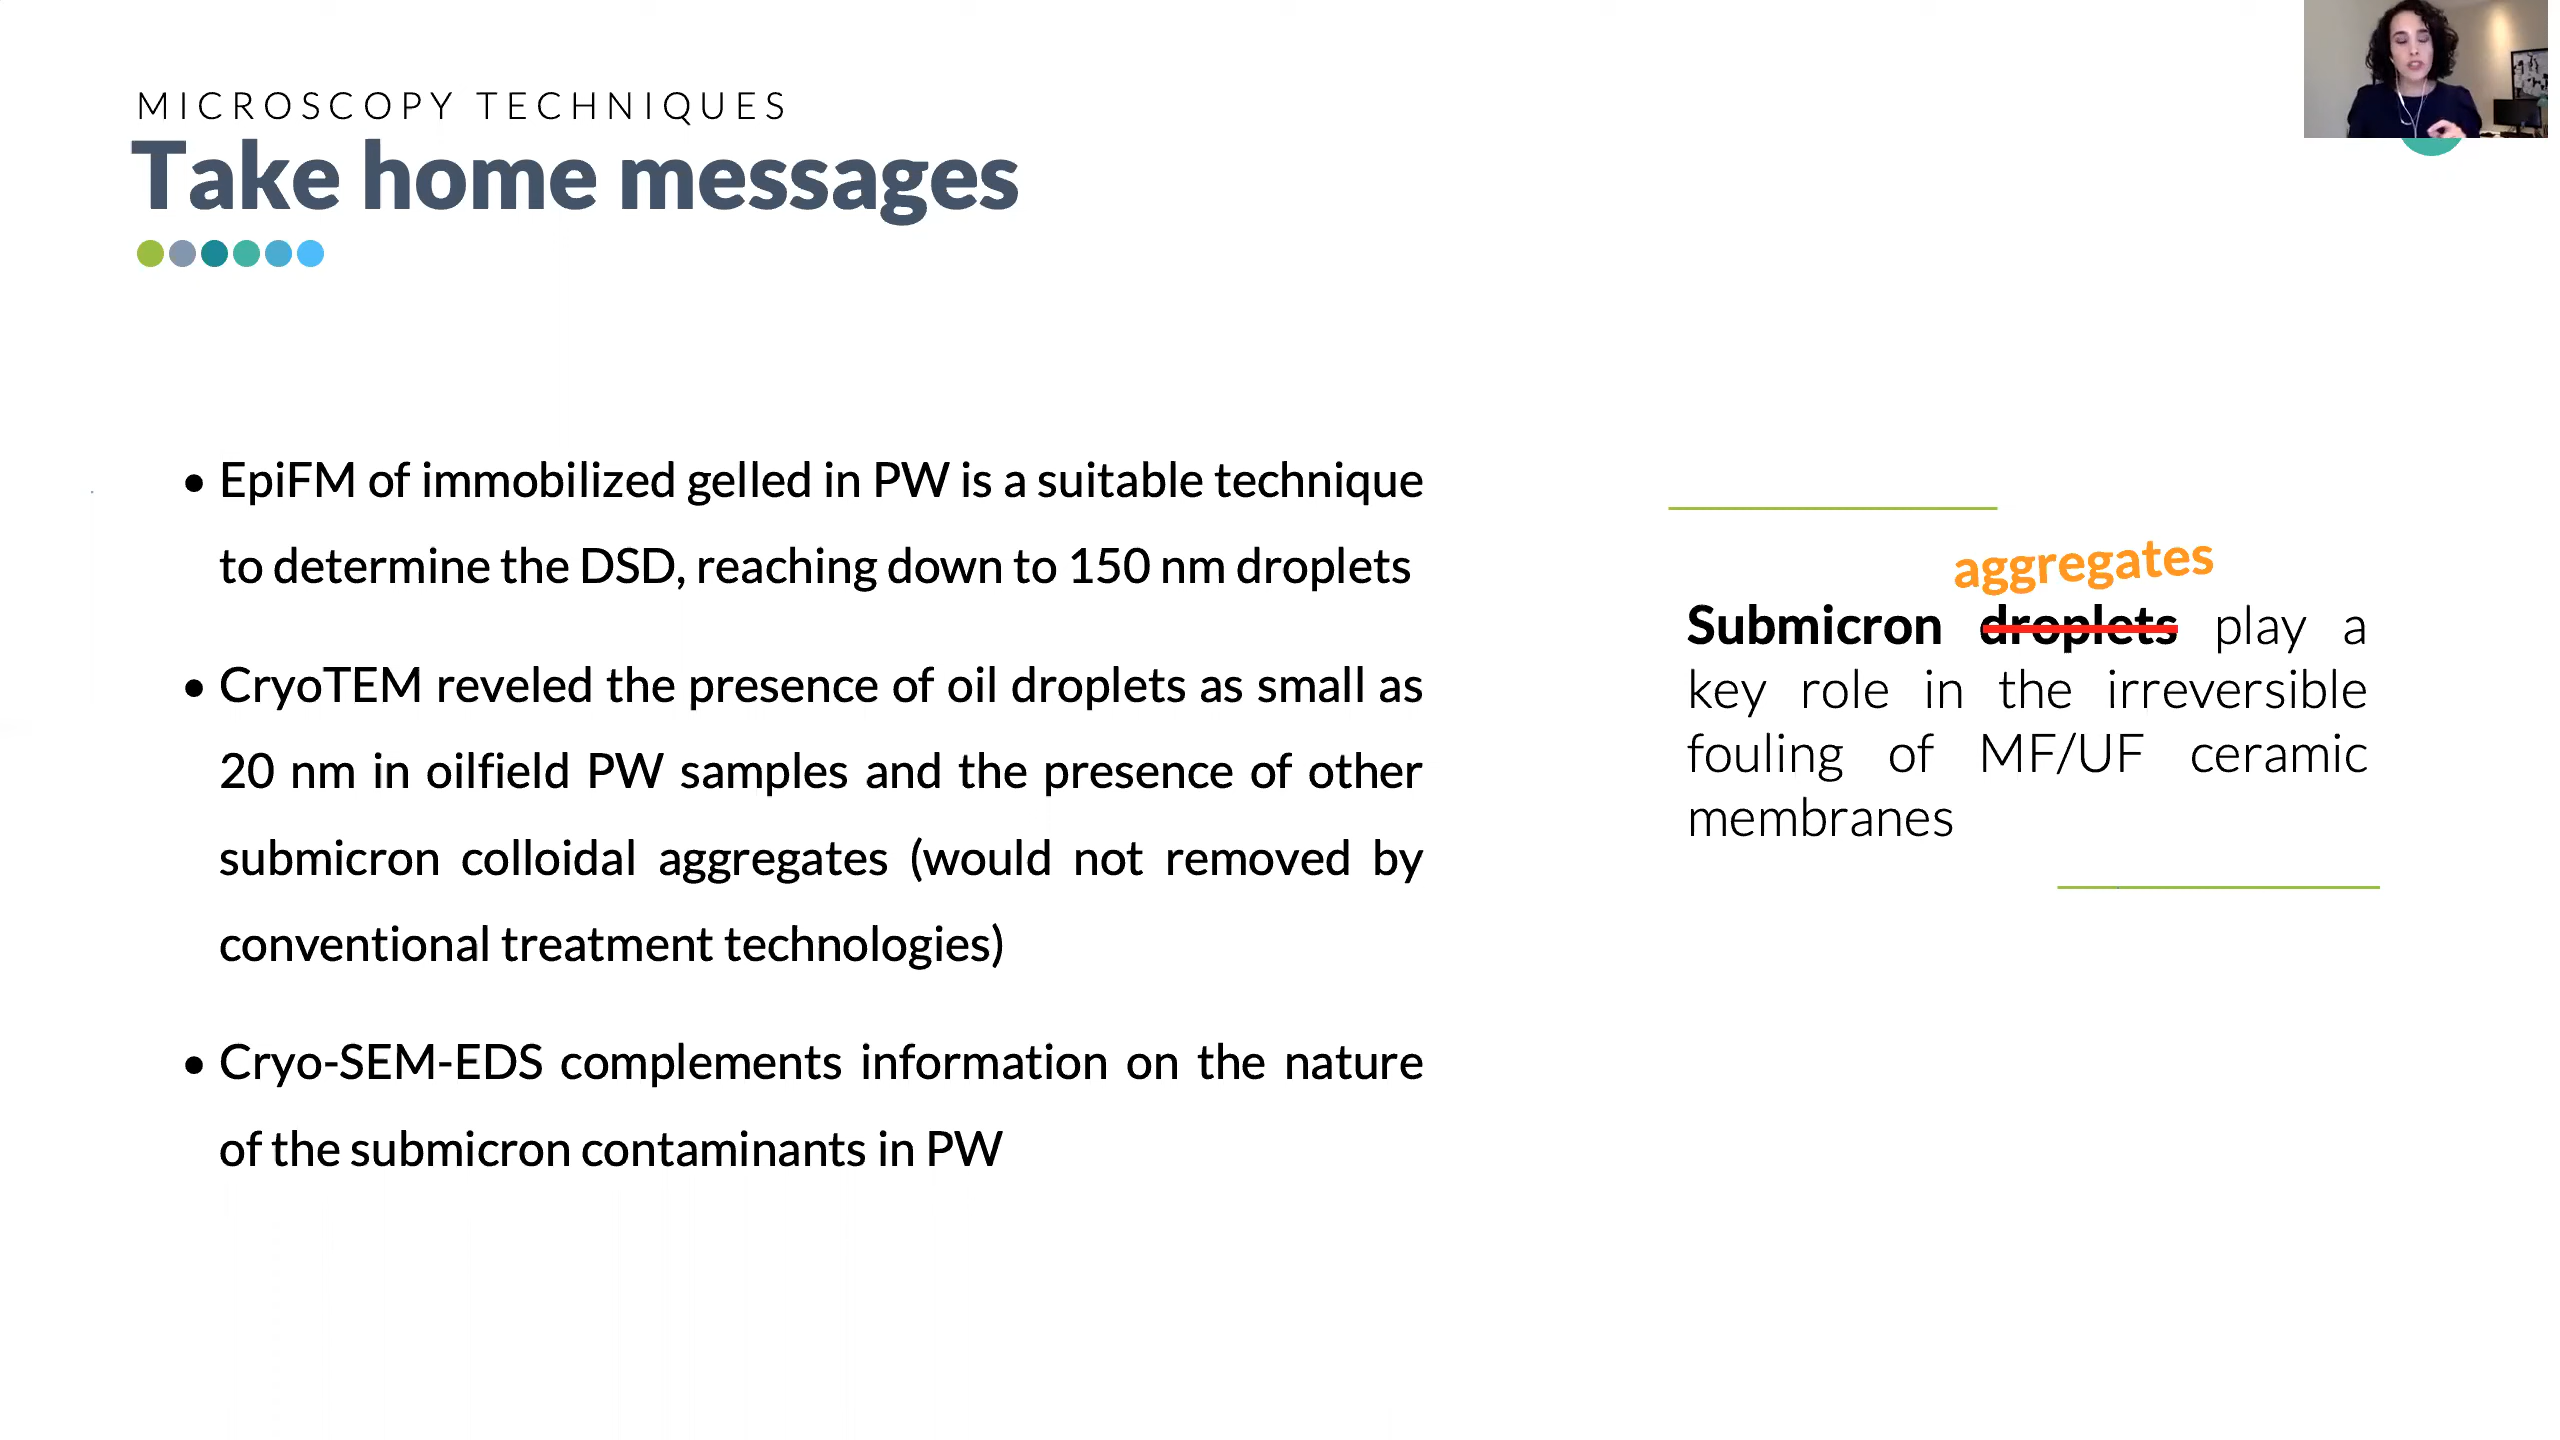 MICROSCOPY TECHNIQUES
Take home messages
• EpiFM of immobilized gelled in PW is a suitable technique
to determine the DSD, reaching down to 150 nm droplets
• CryoTEM reveled the presence of oil droplets as small as
20 nm in oilfield PW samples and the presence of other
submicron colloidal aggregates (would not removed by
conventional treatment technologies)
• Cryo-SEM-EDS complements information on the nature
of the submicron contaminants in PW
aggregates
Submicron droplets play a
key role in the irreversible
fouling of MF/UF ceramic
membranes